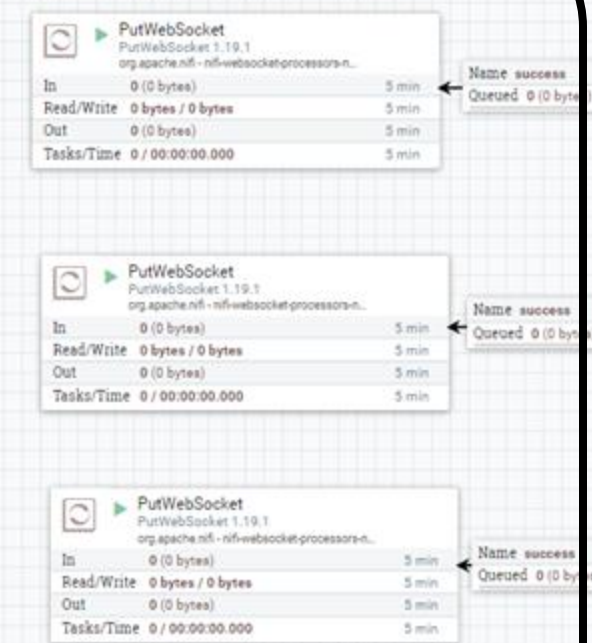 PutWebSocket
PutWebSocket 1.19.1
org.apache.nifi - nifi-websocket-processors-n...
In 0 (0 bytes) 5 min
Read/Write 0 bytes / 0 bytes 5 min
Out 0 (0 bytes) 5 min
Tasks/Time 0 / 00:00:00.000 5 min
Name success
Queued 0 (0 bytes)
PutWebSocket
PutWebSocket 1.19.1
org.apache.nifi - nifi-websocket-processors-n...
In 0 (0 bytes) 5 min
Read/Write 0 bytes / 0 bytes 5 min
Out 0 (0 bytes) 5 min
Tasks/Time 0 / 00:00:00.000 5 min
Name success
Queued 0 (0 bytes
PutWebSocket
PutWebSocket 1.19.1
org.apache.nifi - nifi-websocket-processors-n...
In 0 (0 bytes) 5 min
Read/Write 0 bytes / 0 bytes 5 min
Out 0 (0 bytes) 5 min
Tasks/Time 0 / 00:00:00.000 5 min
Name success
Queued 0 (0 by